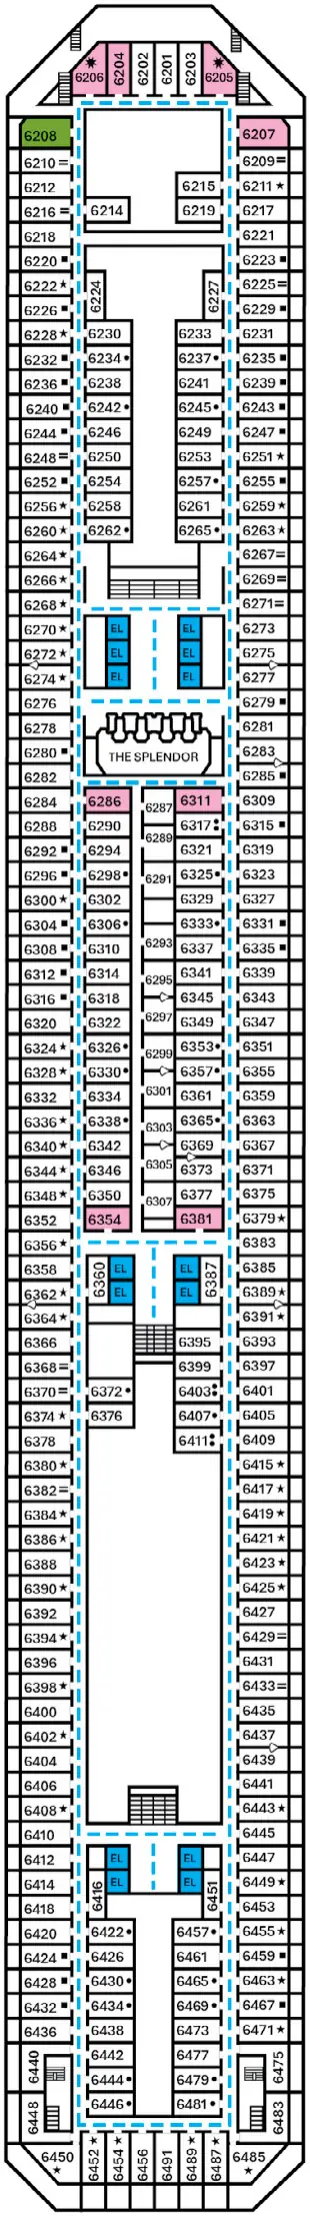 6206 6204 6202 6201 6203 6205
6208 6207
6210 = 6209 =
6212 6215 6211 ★
6216 = 6214 6219 6217
6218 6221
6220 ■ 6223 ■
6222 ★ 6224 6227 6225 =
6226 ■ 6229 ■
6228 ★ 6230 6233 6231
6232 ■ 6234 • 6237 • 6235 ■
6236 ■ 6238 6241 6239 ■
6240 ■ 6242 • 6245 • 6243 ■
6244 ■ 6246 6249 6247 ■
6248 = 6250 6253 6251 ★
6252 ■ 6254 6257 • 6255 ■
6256 ★ 6258 6261 6259 ★
6260 ★ 6262 • 6265 • 6263 ★
6264 ★ 6267 =
6266 ★ 6269 =
6268 ★ 6271 =
6270 ★ EL EL 6273
6272 ★ EL EL 6275
6274 ★ EL EL 6277
6276 6279 ■
6278 6281
6280 ■ THE SPLENDOR 6283
6282 6285 ■
6284 6286 6287 6311 6309
6288 6290 6317 : 6315 ■
6292 ■ 6294 6289 6321 6319
6296 ■ 6298 • 6291 6325 • 6323
6300 ★ 6302 6329 6327
6304 ■ 6306 • 6333 • 6331 ■
6308 ■ 6310 6293 6337 6335 ■
6312 ■ 6314 6295 6341 6339
6316 ■ 6318 6345 6343
6320 6322 6297 6349 6347
6324 ★ 6326 • 6299 6353 • 6351
6328 ★ 6330 • 6357 • 6355
6332 6334 6301 6361 6359
6336 ★ 6338 • 6303 6365 • 6363
6340 ★ 6342 6369 6367
6344 ★ 6346 6305 6373 6371
6348 ★ 6350 6307 6377 6375
6352 6354 6381 6379 ★
6356 ★ 6383
6358 6360 EL EL 6387 6385
6362 ★ EL EL 6389 ★
6364 ★ 6391 ★
6366 6395 6393
6368 = 6399 6397
6370 = 6372 • 6403 : 6401
6374 ★ 6376 6407 • 6405
6378 6411 : 6409
6380 ★ 6415 ★
6382 = 6417 ★
6384 ★ 6419 ★
6386 ★ 6421 ★
6388 6423 ★
6390 ★ 6425 ★
6392 6427
6394 ★ 6429 =
6396 6431
6398 ★ 6433 =
6400 6435
6402 ★ 6437
6404 6439
6406 6441
6408 ★ 6443 ★
6410 6445
6412 EL EL 6447
6414 6416 EL EL 6451 6449 ★
6418 6453
6420 6422 • 6457 • 6455 ★
6424 ■ 6426 6461 6459 ■
6428 ■ 6430 • 6465 • 6463 ★
6432 ■ 6434 • 6469 • 6467 ■
6436 6438 6473 6471 ★
6440 6442 6477 6475
6444 • 6479 •
6448 6446 • 6481 • 6483
6450 ★ 6452 ★ 6454 ★ 6456 6491 6489 ★ 6487 ★ 6485 ★